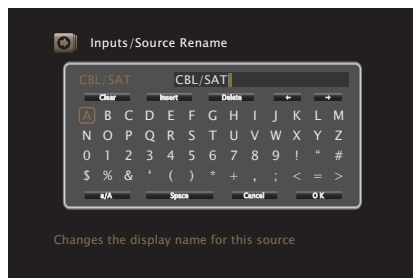 Inputs/Source Rename
CBL/SAT CBL/SAT
Clear Insert Delete ← →
A B C D E F G H I J K L M
N O P Q R S T U V W X Y Z
0 1 2 3 4 5 6 7 8 9 ! “ #
$ % & ‘ ( ) * + , ; < = >
a/A Space Cancel OK
Changes the display name for this source